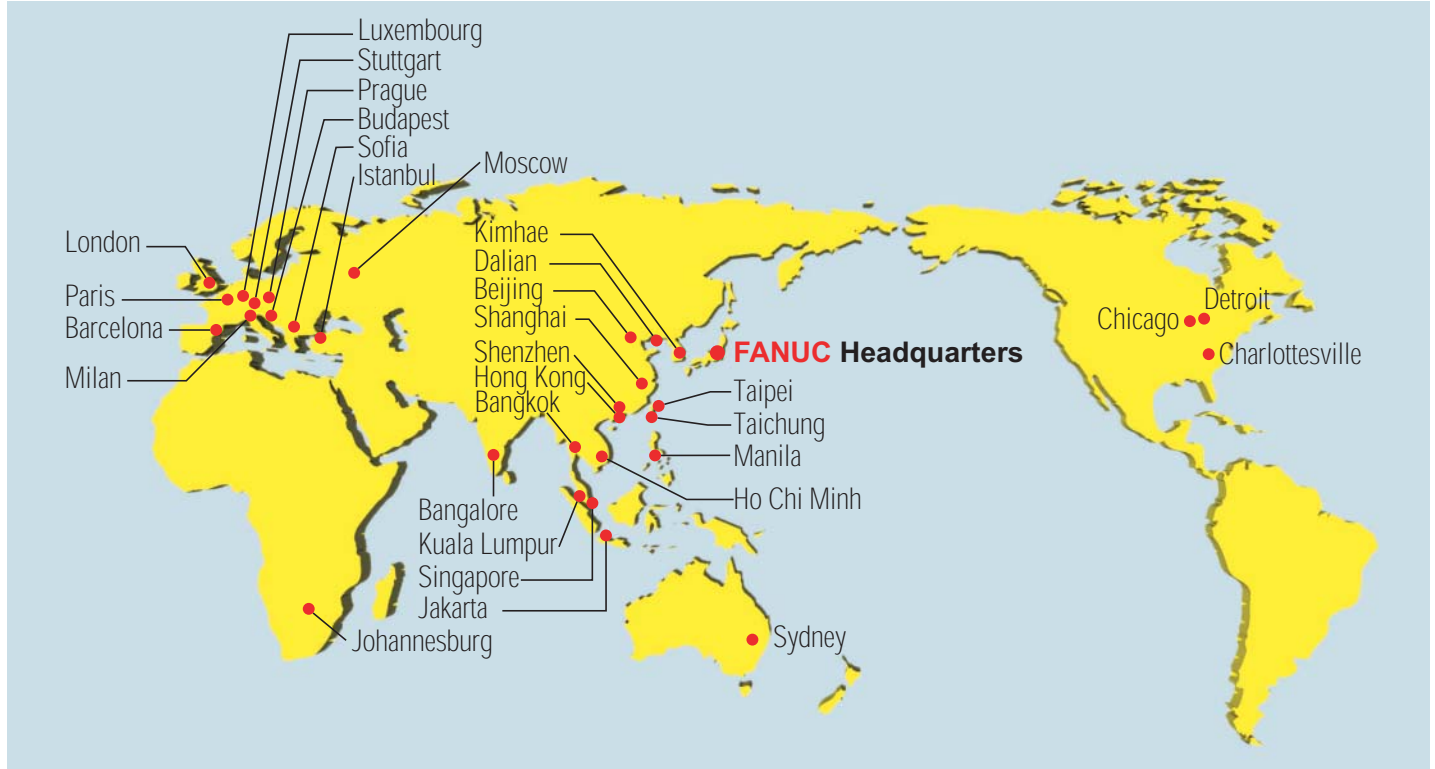 Luxembourg
Stuttgart
Prague
Budapest
Sofia
Istanbul
Moscow
London
Paris
Barcelona
Milan
Kimhae
Dalian
Beijing
Shanghai
Shenzhen
Hong Kong
Bangkok
FANUC Headquarters
Taipei
Taichung
Manila
Ho Chi Minh
Bangalore
Kuala Lumpur
Singapore
Jakarta
Johannesburg
Sydney
Chicago
Detroit
Charlottesville